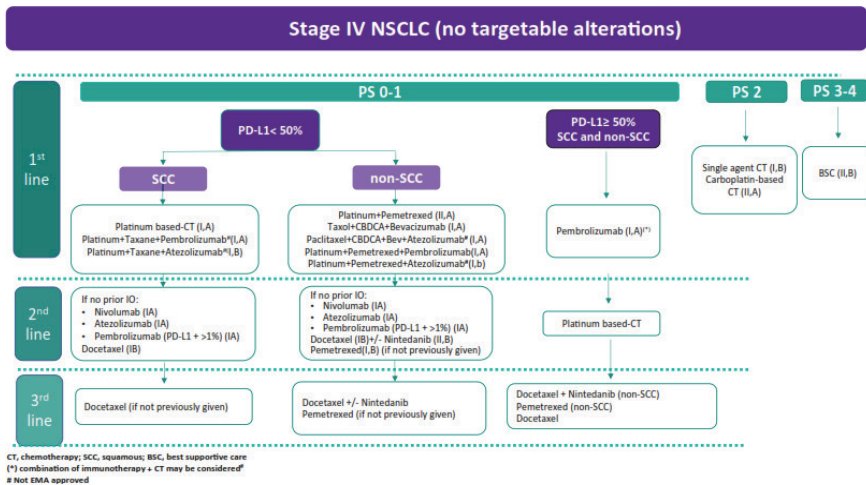 Stage IV NSCLC (no targetable alterations)
PS 0-1
PS 2
PS 3-4
1st
line
PD-L1< 50%
PD-L1≥ 50%
SCC and non-SCC
SCC
non-SCC
Platinum based-CT (I,A)
Platinum+Taxane+Pembrolizumab#(I,A)
Platinum+Taxane+Atezolizumab#(I,B)
Platinum+Pemetrexed (II,A)
Taxol+CBDCA+Bevacizumab (I,A)
Paclitaxel+CBDCA+Bev+Atezolizumab# (I,A)
Platinum+Pemetrexed+Pembrolizumab(I,A)
Platinum+Pemetrexed+Atezolizumab#(I,b)
Pembrolizumab (I,A)(*)
Single agent CT (I,B)
Carboplatin-based
CT (II,A)
BSC (II,B)
2nd
line
If no prior IO:
• Nivolumab (IA)
• Atezolizumab (IA)
• Pembrolizumab (PD-L1 + >1%) (IA)
Docetaxel (IB)
If no prior IO:
• Nivolumab (IA)
• Atezolizumab (IA)
• Pembrolizumab (PD-L1 + >1%) (IA)
Docetaxel (IB)+/- Nintedanib (II,B)
Pemetrexed(I,B) (if not previously given)
Platinum based-CT
3rd
line
Docetaxel (if not previously given)
Docetaxel +/- Nintedanib
Pemetrexed (if not previously given)
Docetaxel + Nintedanib (non-SCC)
Pemetrexed (non-SCC)
Docetaxel
CT, chemotherapy; SCC, squamous; BSC, best supportive care
(*) combination of immunotherapy + CT may be considered#
# Not EMA approved